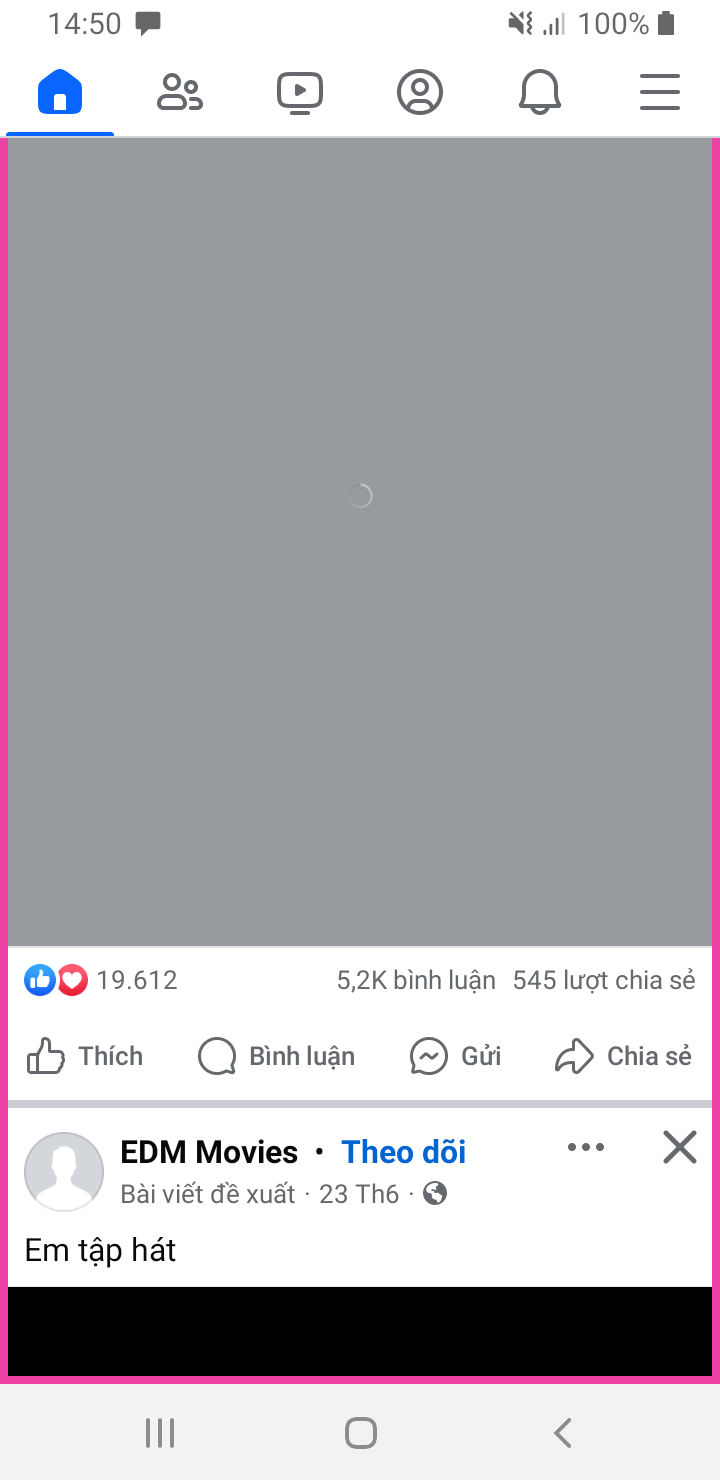 14:50 100%
19.612 5,2K bình luận 545 lượt chia sẻ
Thích Bình luận Gửi Chia sẻ
EDM Movies • Theo dõi
Bài viết đề xuất · 23 Th6 ·
Em tập hát